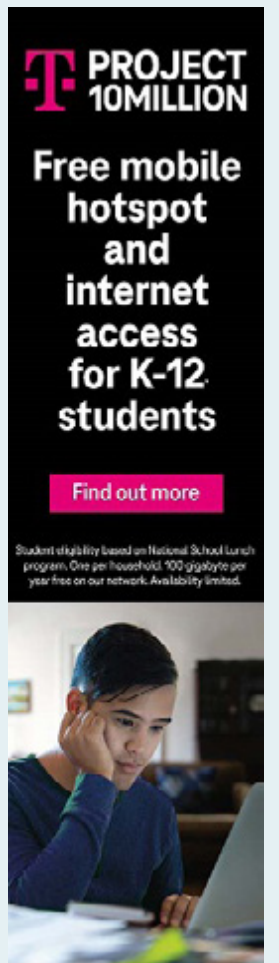 T PROJECT
10MILLION
Free mobile
hotspot
and
internet
access
for K-12
students
Find out more
Student eligibility based on National School Lunch
program. One per household. 100 gigabyte per
year free on our network. Availability limited.